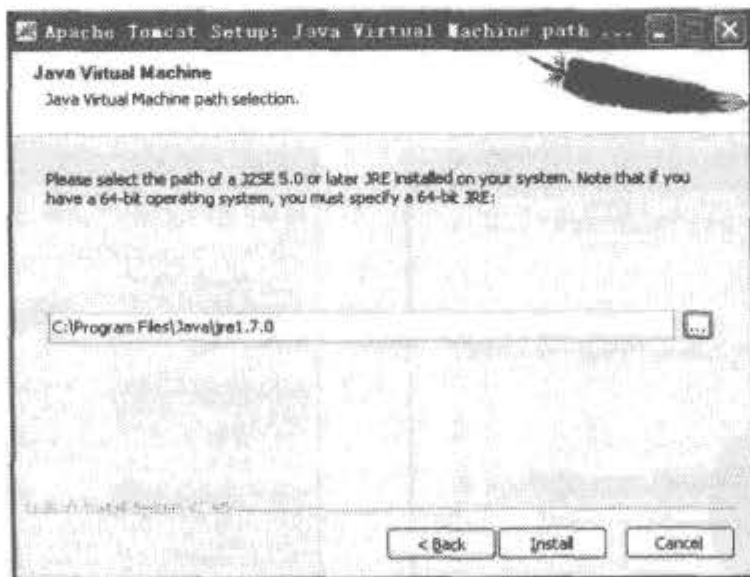 Apache Tomcat Setup: Java Virtual Machine path ...
Java Virtual Machine
Java Virtual Machine path selection.
Please select the path of a J2SE 5.0 or later JRE installed on your system. Note that if you
have a 64-bit operating system, you must specify a 64-bit JRE:
C:\Program Files\Java\jre1.7.0
...
< Back
Install
Cancel